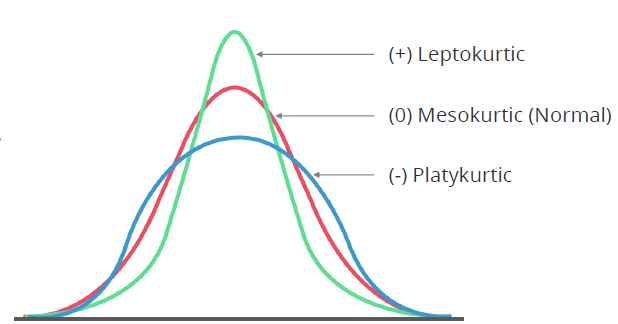 (+) Leptokurtic
(0) Mesokurtic (Normal)
(-) Platykurtic